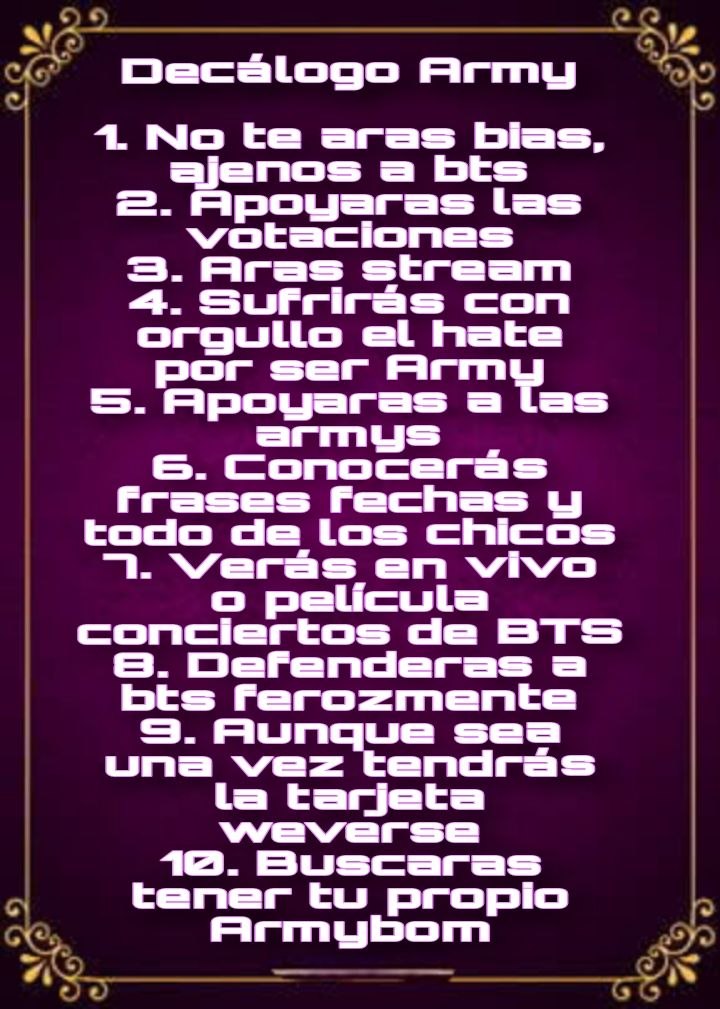 Decálogo Army
1. No te aras bias,
ajenos a bts
2. Apoyaras las
votaciones
3. Aras stream
4. Sufrirás con
orgullo el hate
por ser Army
5. Apoyaras a las
armys
6. Conocerás
frases fechas y
todo de los chicos
7. Verás en vivo
o película
conciertos de BTS
8. Defenderas a
bts ferozmente
9. Aunque sea
una vez tendrás
la tarjeta
weverse
10. Buscaras
tener tu propio
Armybom